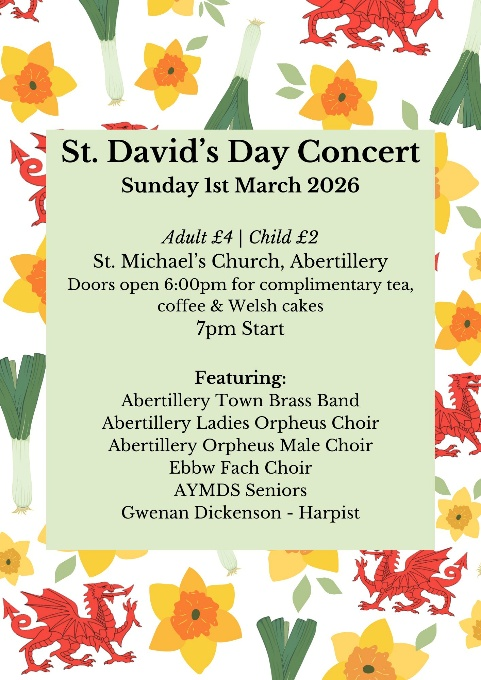 St. David's Day Concert
Sunday 1st March 2026
Adult £4 | Child £2
St. Michael's Church, Abertillery
Doors open 6:00pm for complimentary tea,
coffee & Welsh cakes
7pm Start
Featuring:
Abertillery Town Brass Band
Abertillery Ladies Orpheus Choir
Abertillery Orpheus Male Choir
Ebbw Fach Choir
AYMDS Seniors
Gwenan Dickenson - Harpist